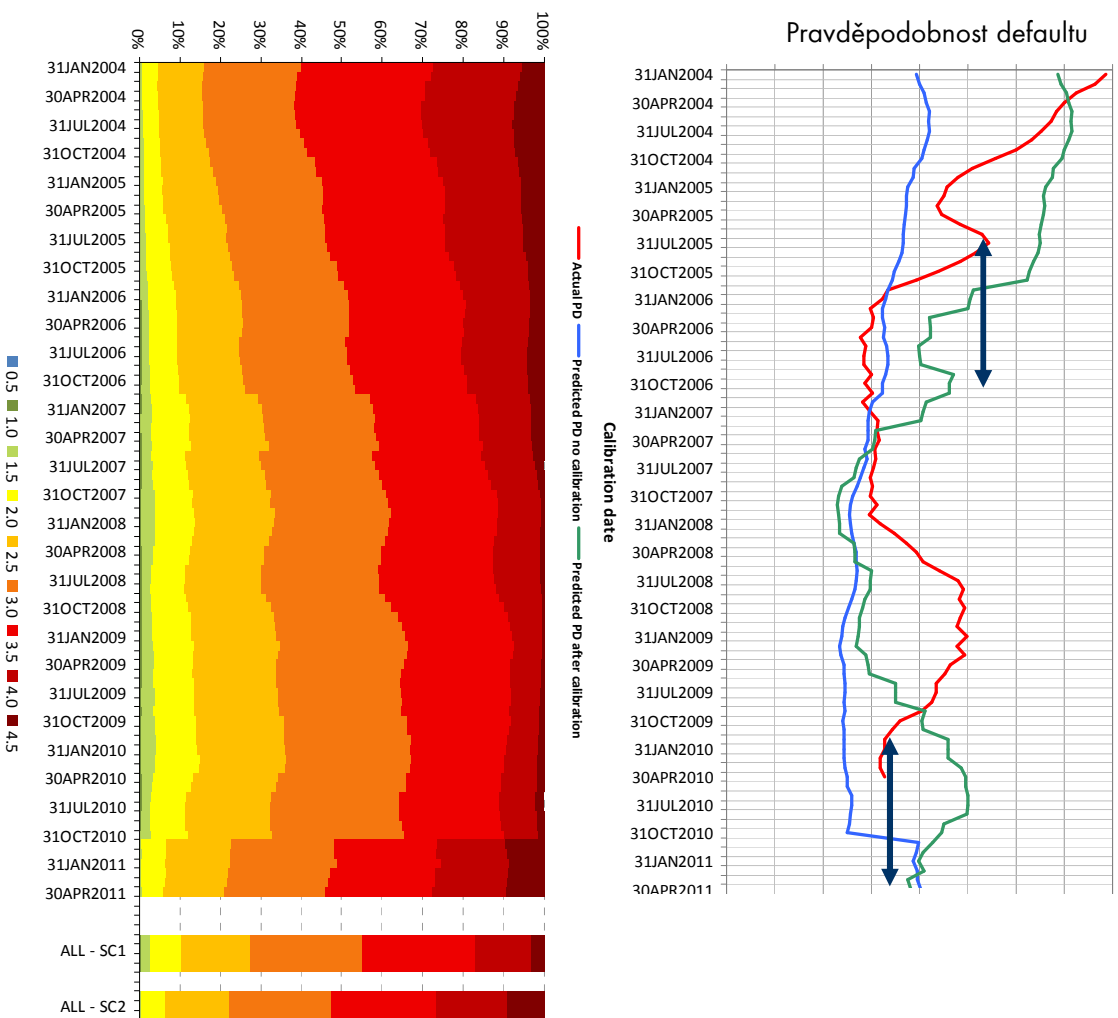 Pravděpodobnost defaultu
100%
90%
80%
70%
60%
50%
40%
30%
20%
10%
0%
31JAN2004
30APR2004
31JUL2004
31OCT2004
31JAN2005
30APR2005
31JUL2005
31OCT2005
31JAN2006
30APR2006
31JUL2006
31OCT2006
31JAN2007
30APR2007
31JUL2007
31OCT2007
31JAN2008
30APR2008
31JUL2008
31OCT2008
31JAN2009
30APR2009
31JUL2009
31OCT2009
31JAN2010
30APR2010
31JUL2010
31OCT2010
31JAN2011
30APR2011
ALL - SC1
ALL - SC2
0.5 1.0 1.5 2.0 2.5 3.0 3.5 4.0 4.5
Actual PD Predicted PD no calibration Predicted PD after calibration
Calibration date
31JAN2004
30APR2004
31JUL2004
31OCT2004
31JAN2005
30APR2005
31JUL2005
31OCT2005
31JAN2006
30APR2006
31JUL2006
31OCT2006
31JAN2007
30APR2007
31JUL2007
31OCT2007
31JAN2008
30APR2008
31JUL2008
31OCT2008
31JAN2009
30APR2009
31JUL2009
31OCT2009
31JAN2010
30APR2010
31JUL2010
31OCT2010
31JAN2011
30APR2011